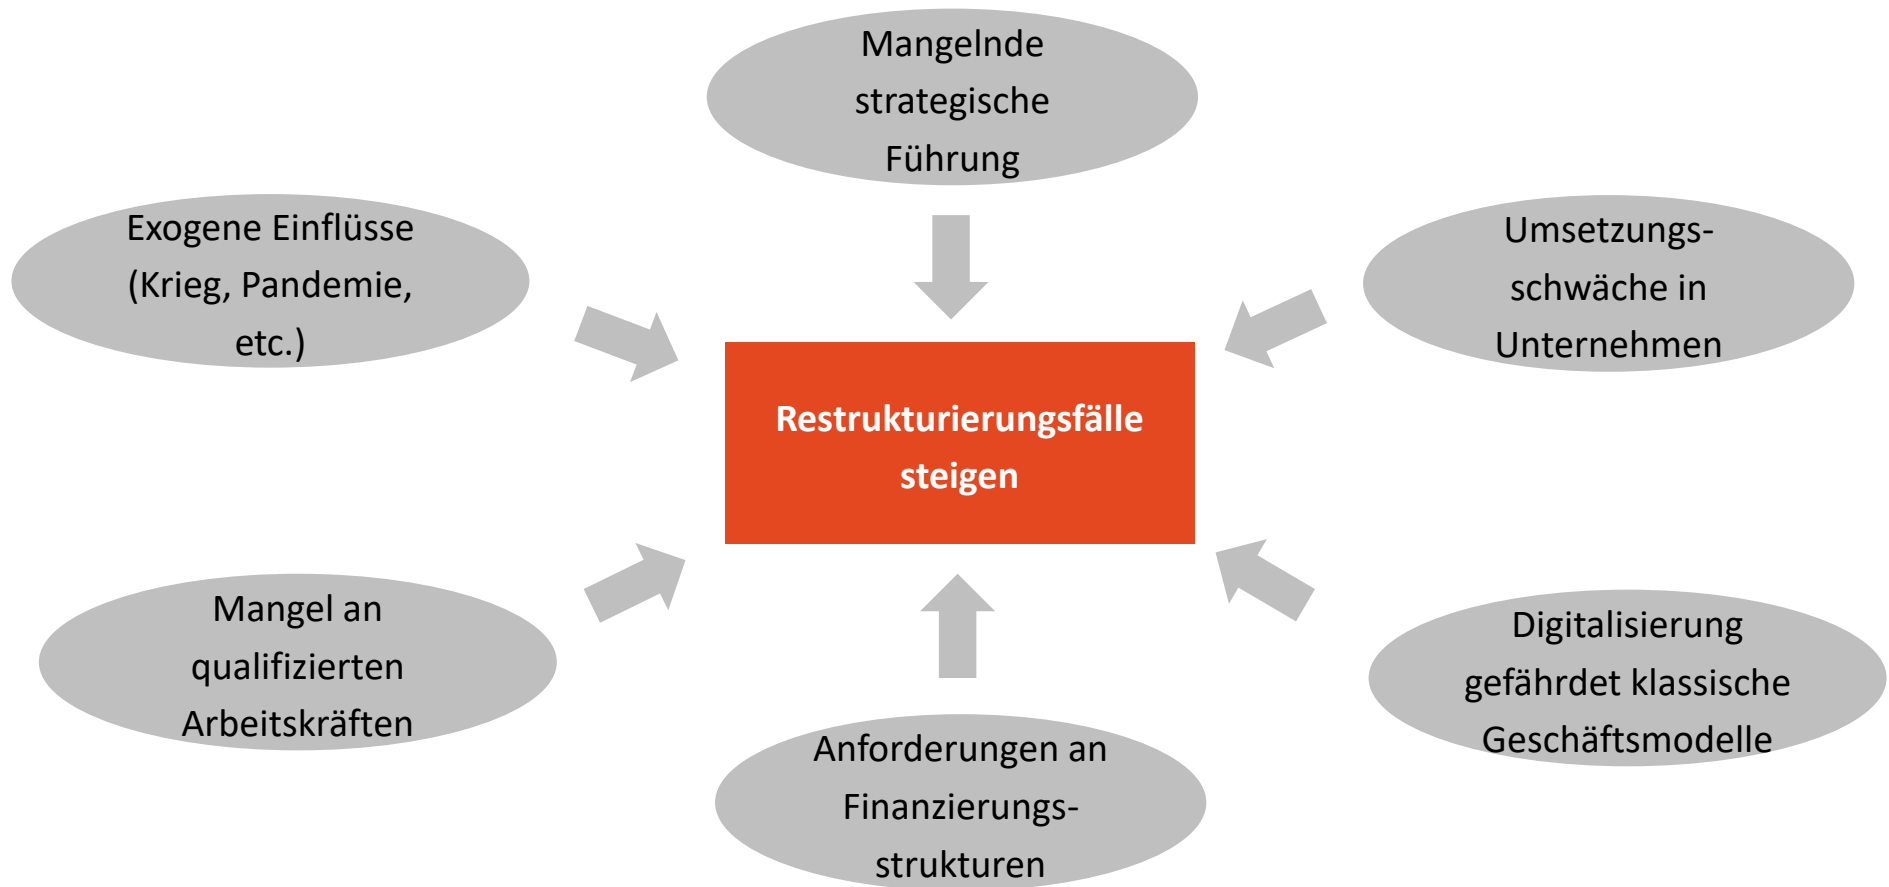 Mangelnde
strategische
Führung
Exogene Einflüsse
(Krieg, Pandemie,
etc.)
Umsetzungs-
schwäche in
Unternehmen
Restrukturierungsfälle
steigen
Mangel an
qualifizierten
Arbeitskräften
Anforderungen an
Finanzierungs-
strukturen
Digitalisierung
gefährdet klassische
Geschäftsmodelle